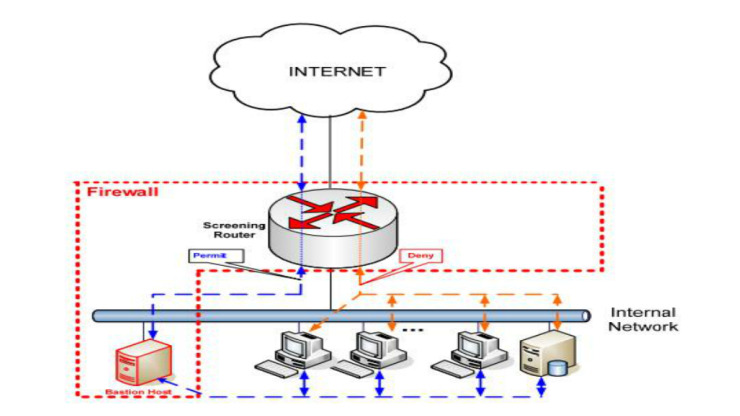 INTERNET
Firewall
Screening
Router
Permit
Deny
Internal
Network
...
Bastion Host